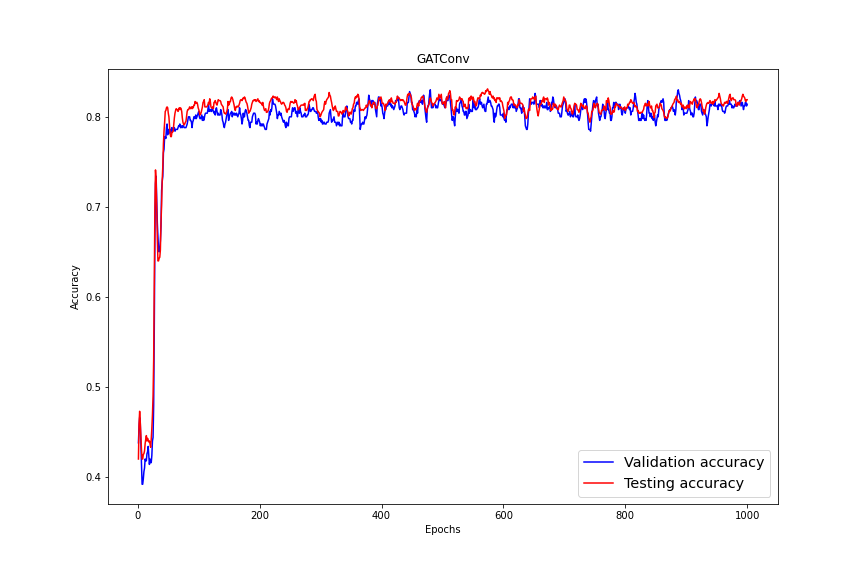 GATConv
0.8
0.7
0.6
0.5
0.4
Accuracy
0 200 400 600 800 1000
Epochs
Validation accuracy
Testing accuracy